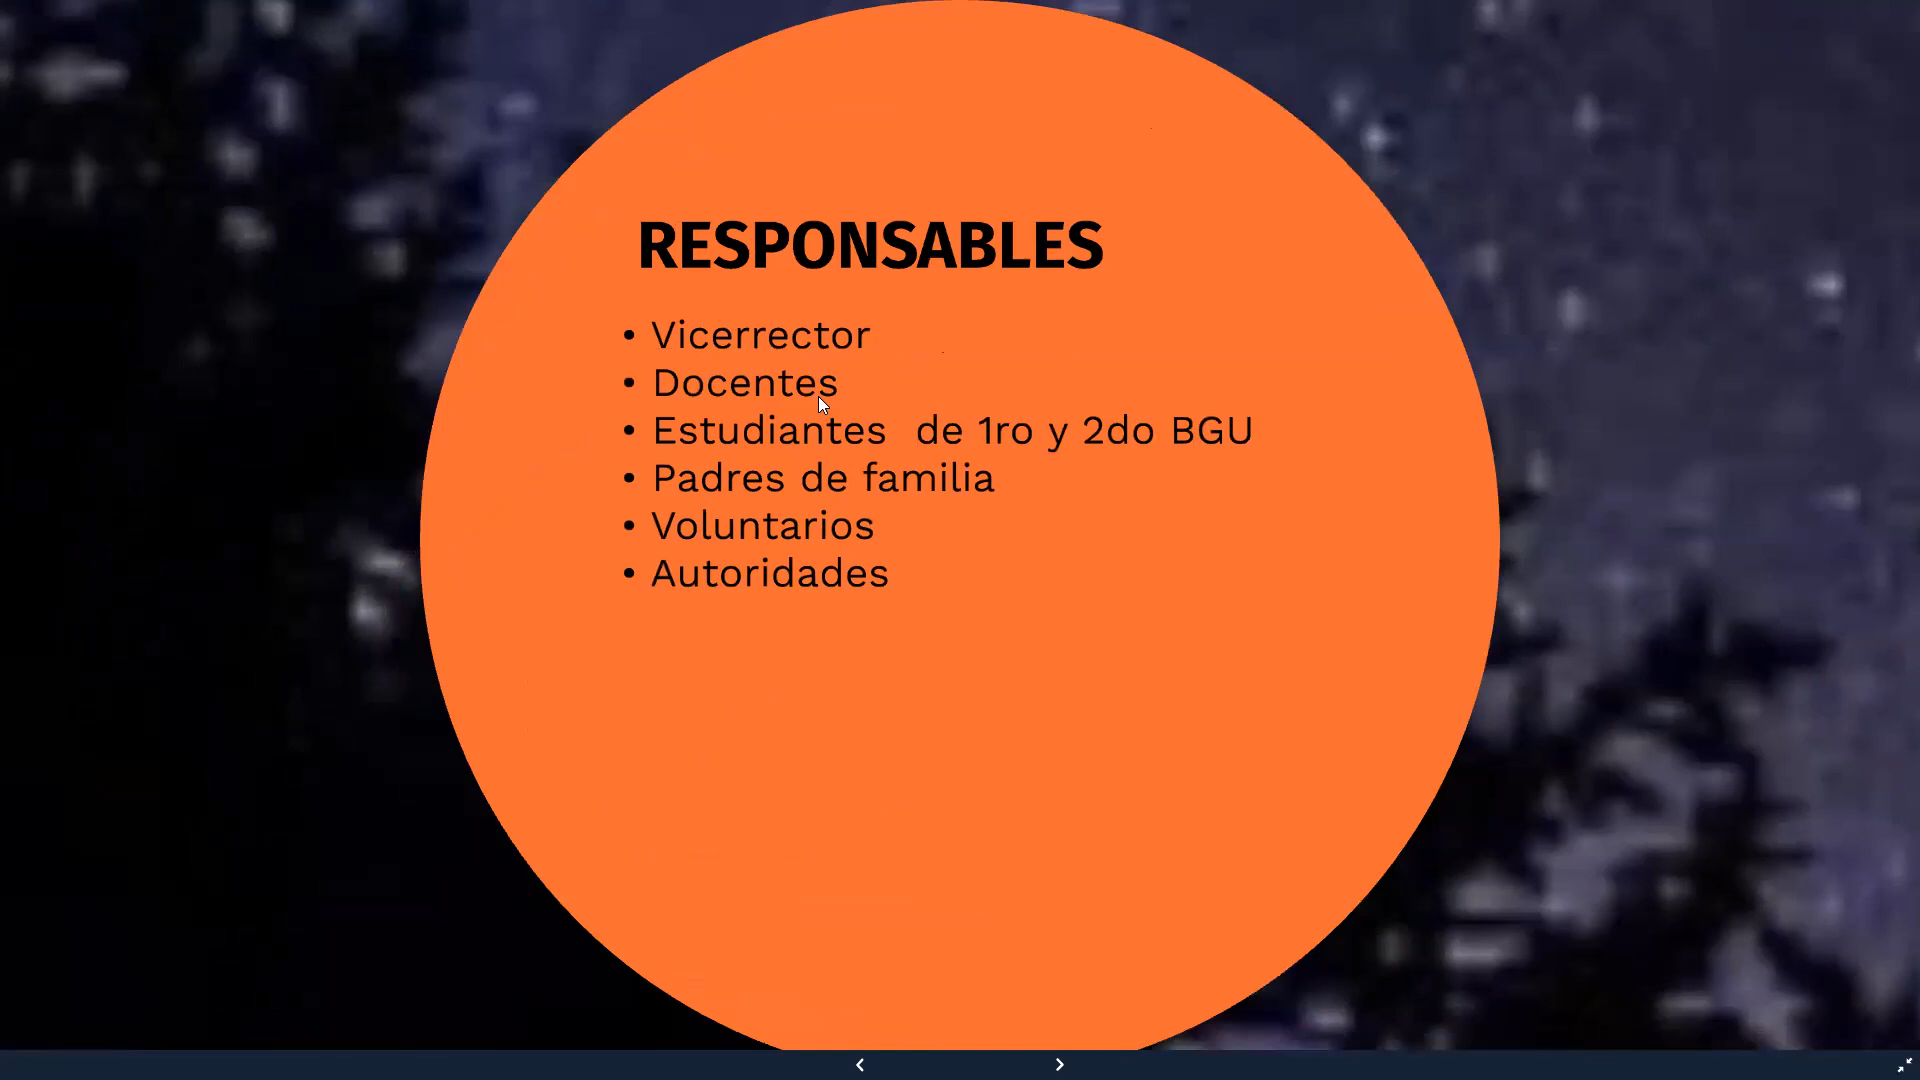 RESPONSABLES
• Vicerrector
• Docentes
• Estudiantes  de 1ro y 2do BGU
• Padres de familia
• Voluntarios
• Autoridades